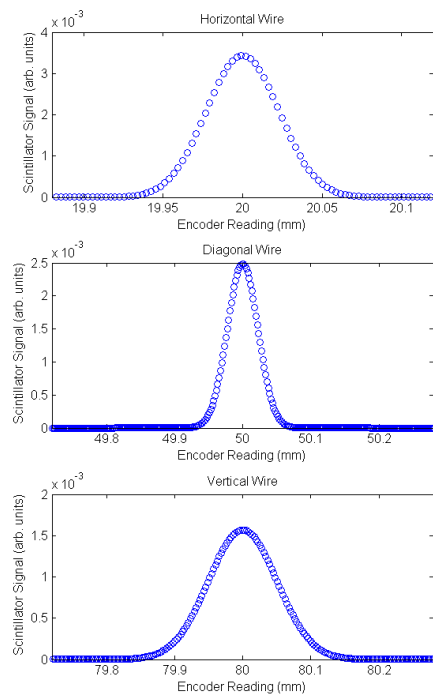 Horizontal Wire
x 10⁻³
4
3
2
1
0
Scintillator Signal (arb. units)
19.9 19.95 20 20.05 20.1
Encoder Reading (mm)
Diagonal Wire
x 10⁻³
2.5
2
1.5
1
0.5
0
Scintillator Signal (arb. units)
49.8 49.9 50 50.1 50.2
Encoder Reading (mm)
Vertical Wire
x 10⁻³
2
1.5
1
0.5
0
Scintillator Signal (arb. units)
79.8 79.9 80 80.1 80.2
Encoder Reading (mm)